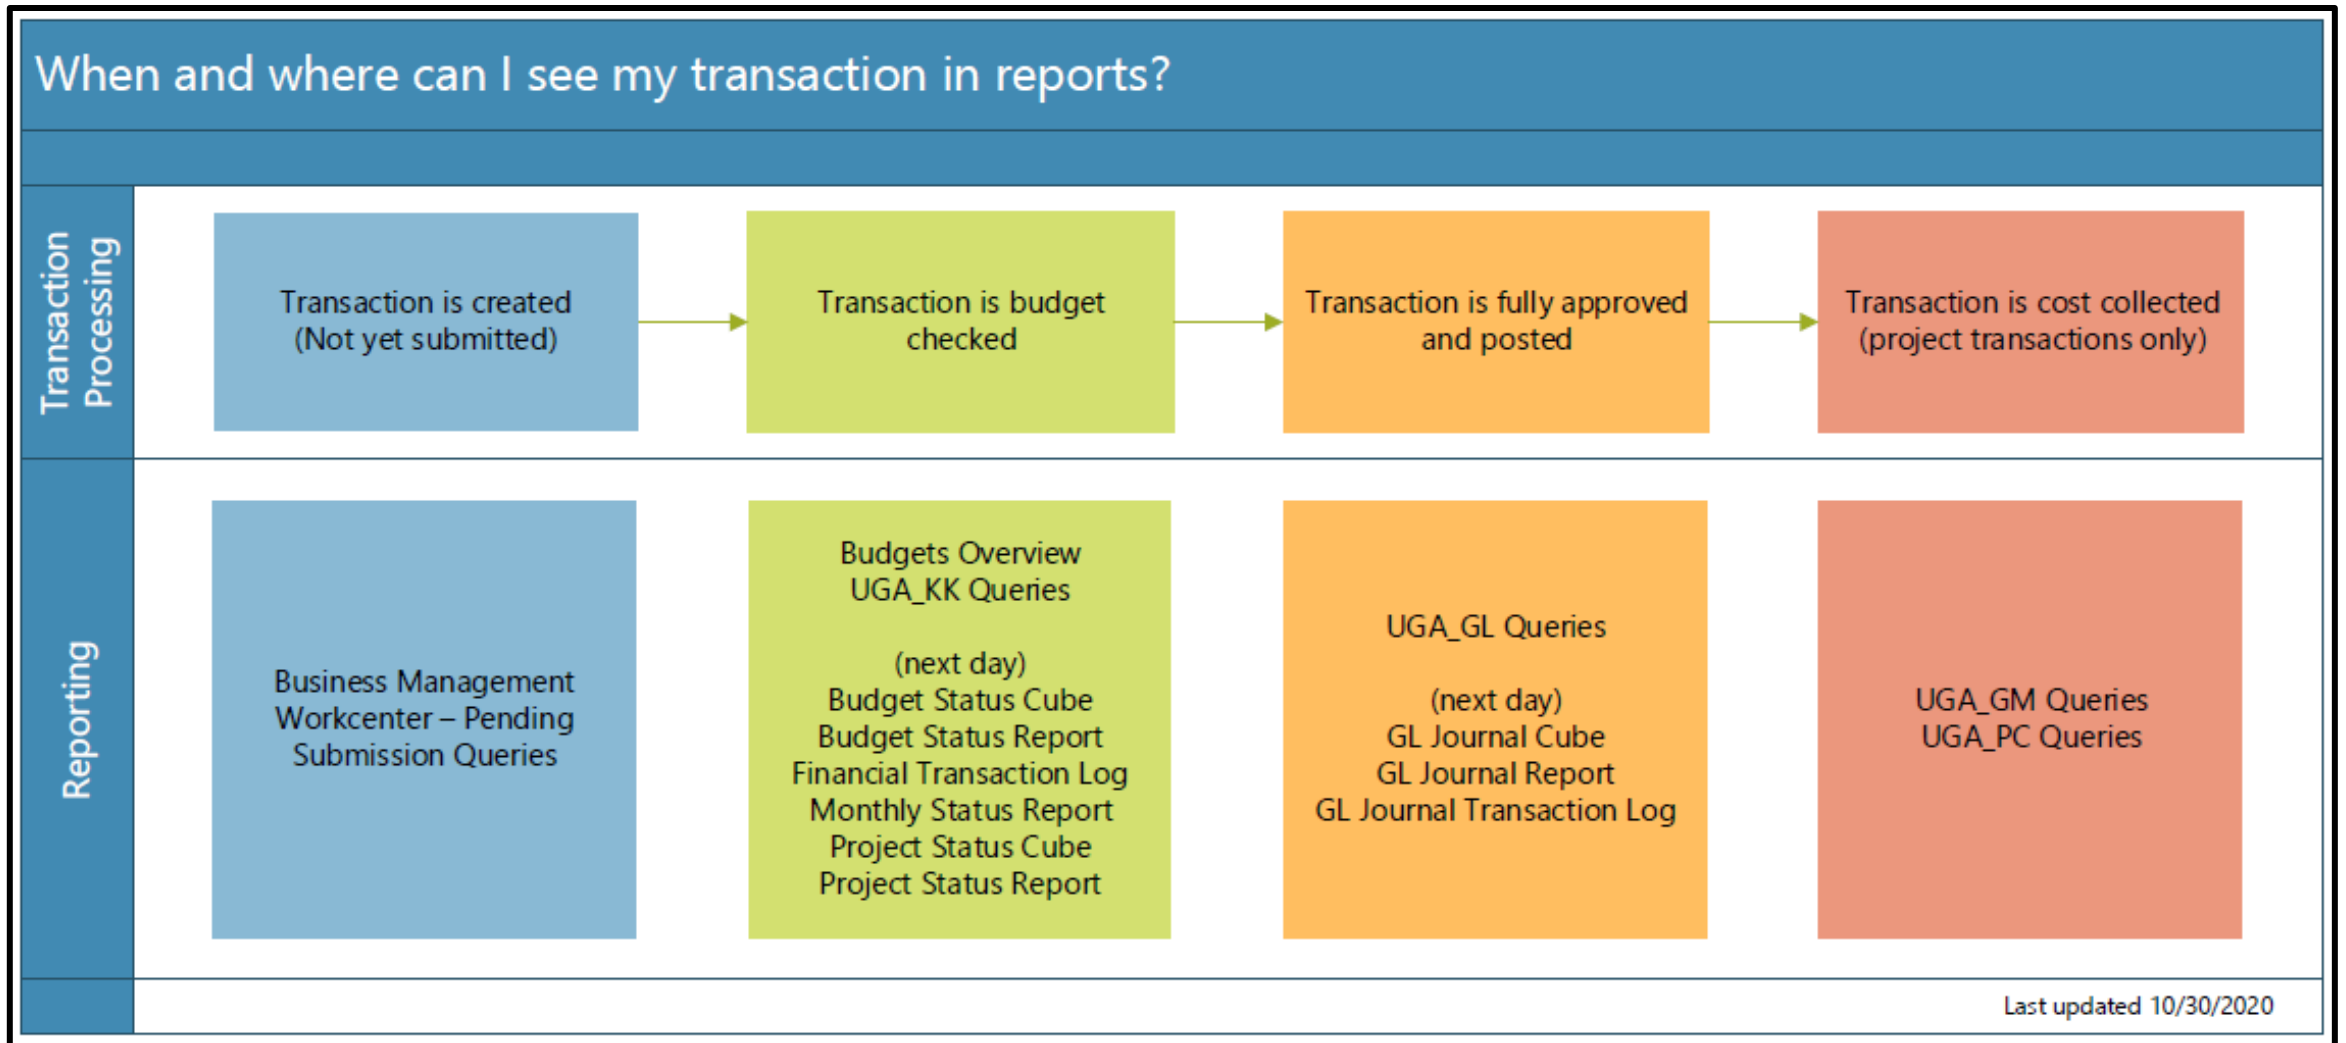 When and where can I see my transaction in reports?
Transaction
Processing
Transaction is created
(Not yet submitted)
Transaction is budget
checked
Transaction is fully approved
and posted
Transaction is cost collected
(project transactions only)
Reporting
Business Management
Workcenter – Pending
Submission Queries
Budgets Overview
UGA_KK Queries
(next day)
Budget Status Cube
Budget Status Report
Financial Transaction Log
Monthly Status Report
Project Status Cube
Project Status Report
UGA_GL Queries
(next day)
GL Journal Cube
GL Journal Report
GL Journal Transaction Log
UGA_GM Queries
UGA_PC Queries
Last updated 10/30/2020